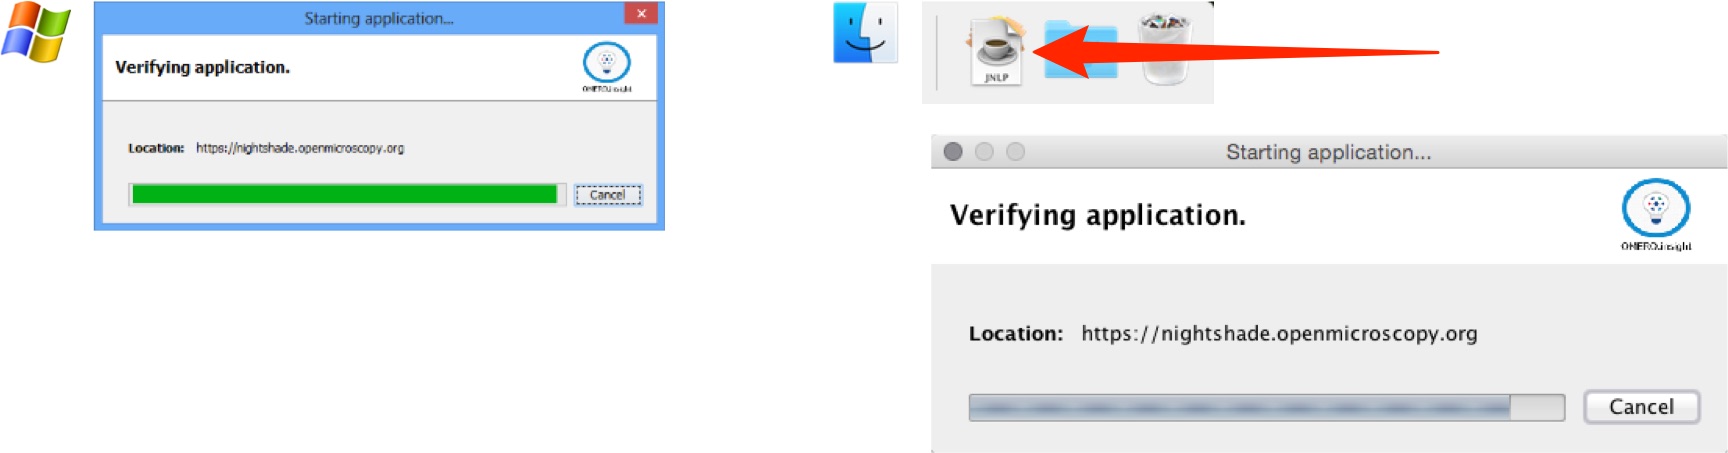 Starting application...
Verifying application.
OMERO.insight
Location: https://nightshade.openmicroscopy.org
Cancel
JNLP
Starting application...
Verifying application.
OMERO.insight
Location: https://nightshade.openmicroscopy.org
Cancel